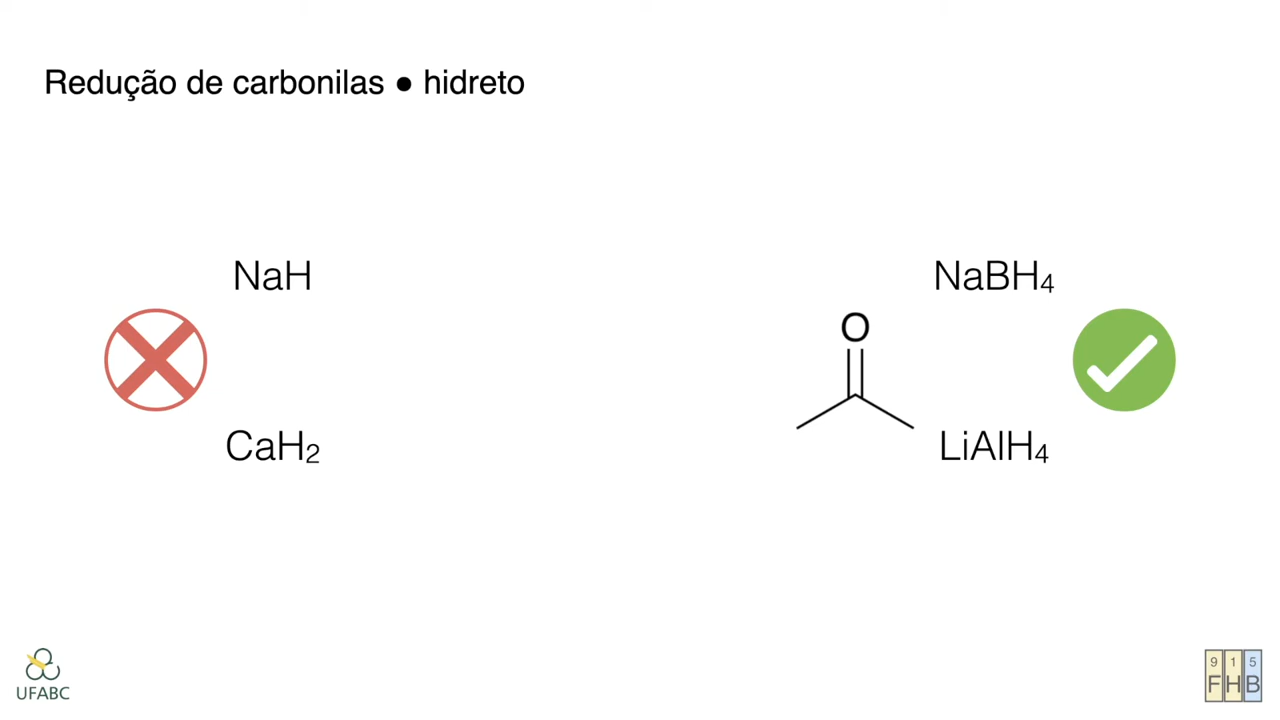 Redução de carbonilas ● hidreto
NaH
NaBH₄
O
CaH₂
LiAlH₄
UFABC
9 1 5
F H B